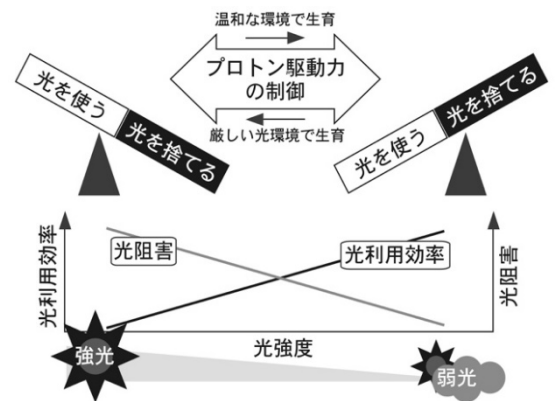 温和な環境で生育
プロトン駆動力
の制御
厳しい光環境で生育
光を使う
光を捨てる
光を使う
光を捨てる
光利用効率
光阻害
光利用効率
光阻害
強光
光強度
弱光